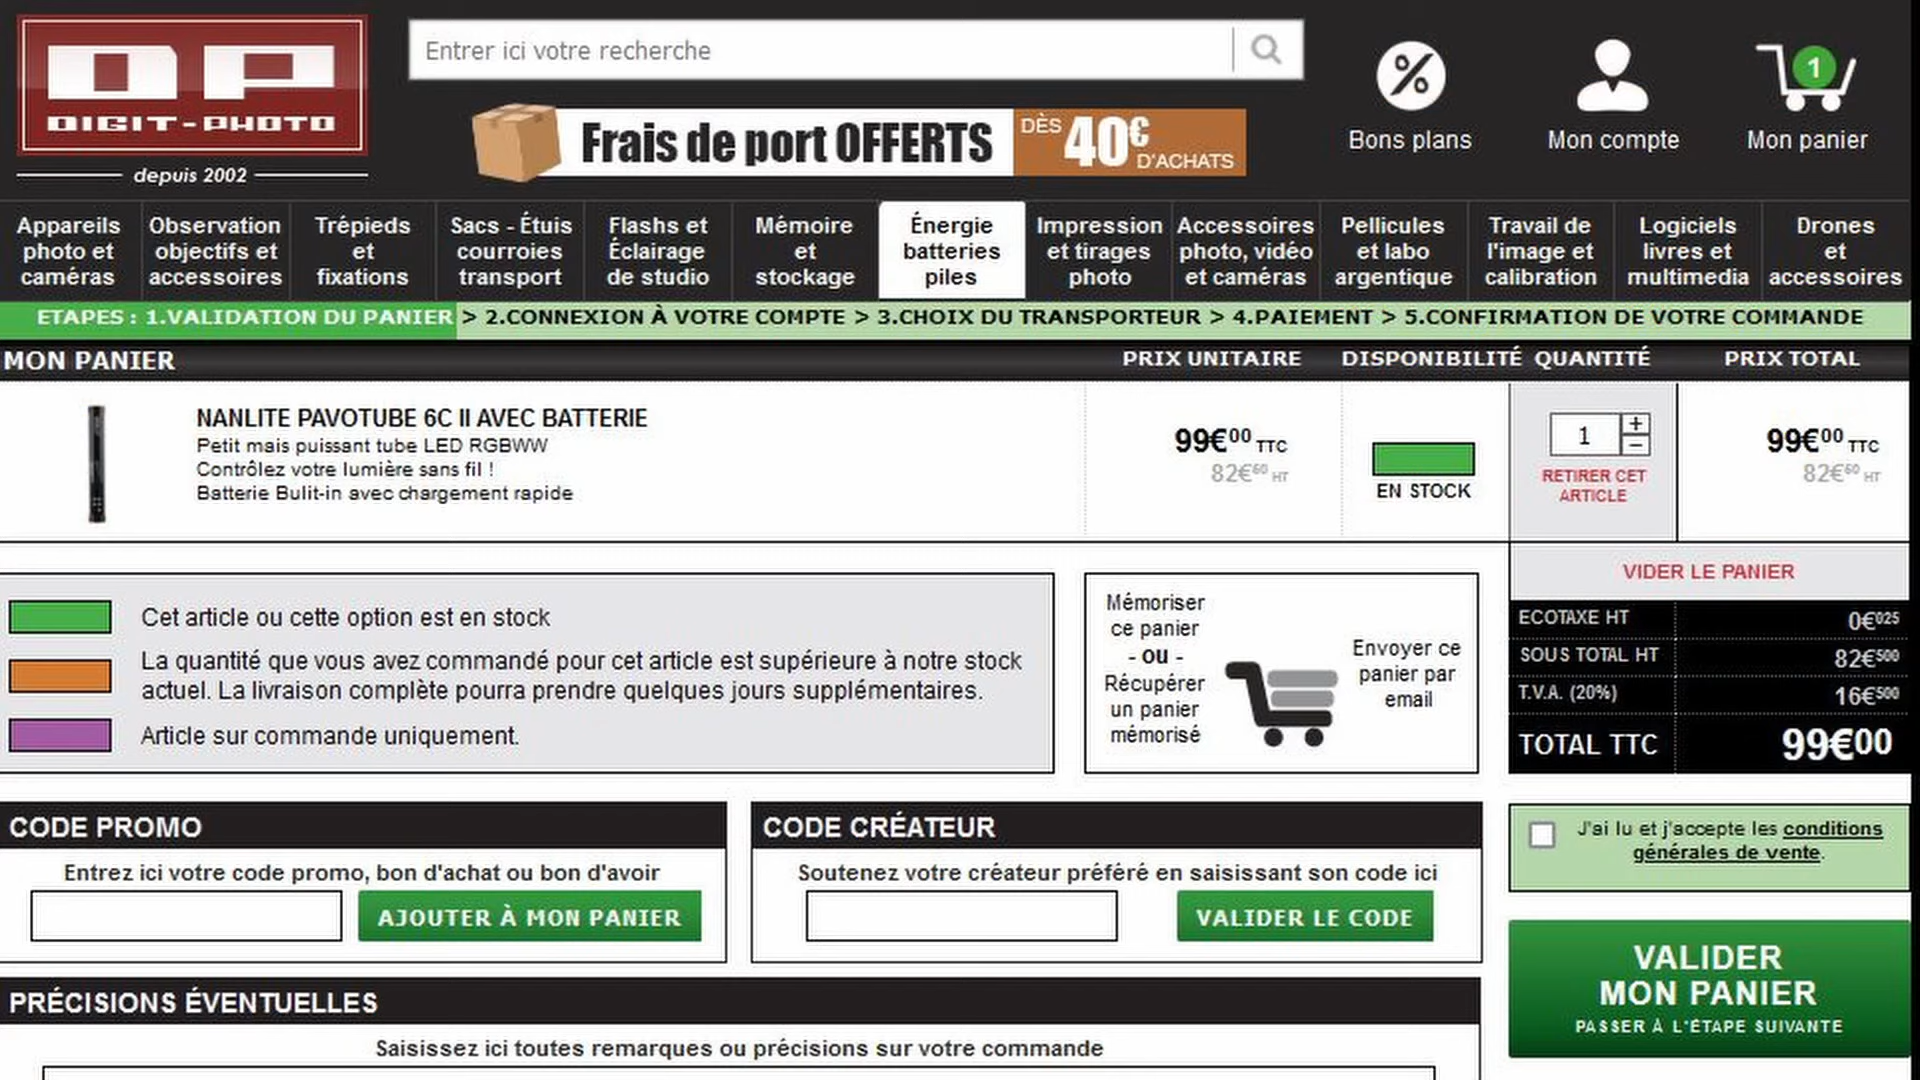 DP
DIGIT-PHOTO
depuis 2002
Entrer ici votre recherche
Frais de port OFFERTS
DÈS 40€ D'ACHATS
Bons plans
Mon compte
1
Mon panier
Appareils photo et caméras
Observation objectifs et accessoires
Trépieds et fixations
Sacs - Étuis courroies transport
Flashs et Éclairage de studio
Mémoire et stockage
Énergie batteries piles
Impression et tirages photo
Accessoires photo, vidéo et caméras
Pellicules et labo argentique
Travail de l'image et calibration
Logiciels livres et multimedia
Drones et accessoires
ETAPES : 1.VALIDATION DU PANIER > 2.CONNEXION À VOTRE COMPTE > 3.CHOIX DU TRANSPORTEUR > 4.PAIEMENT > 5.CONFIRMATION DE VOTRE COMMANDE
MON PANIER PRIX UNITAIRE DISPONIBILITÉ QUANTITÉ PRIX TOTAL
NANLITE PAVOTUBE 6C II AVEC BATTERIE
Petit mais puissant tube LED RGBWW
Contrôlez votre lumière sans fil !
Batterie Bulit-in avec chargement rapide
99€00 TTC
82€60 HT
EN STOCK
1 + -
RETIRER CET
ARTICLE
99€00 TTC
82€60 HT
VIDER LE PANIER
Cet article ou cette option est en stock
La quantité que vous avez commandé pour cet article est supérieure à notre stock
actuel. La livraison complète pourra prendre quelques jours supplémentaires.
Article sur commande uniquement.
Mémoriser
ce panier
- ou -
Récupérer
un panier
mémorisé
Envoyer ce
panier par
email
ECOTAXE HT 0€025
SOUS TOTAL HT 82€500
T.V.A. (20%) 16€500
TOTAL TTC 99€00
CODE PROMO
Entrez ici votre code promo, bon d'achat ou bon d'avoir
AJOUTER À MON PANIER
CODE CRÉATEUR
Soutenez votre créateur préféré en saisissant son code ici
VALIDER LE CODE
J'ai lu et j'accepte les conditions
générales de vente.
VALIDER
MON PANIER
PASSER À L'ÉTAPE SUIVANTE
PRÉCISIONS ÉVENTUELLES
Saisissez ici toutes remarques ou précisions sur votre commande